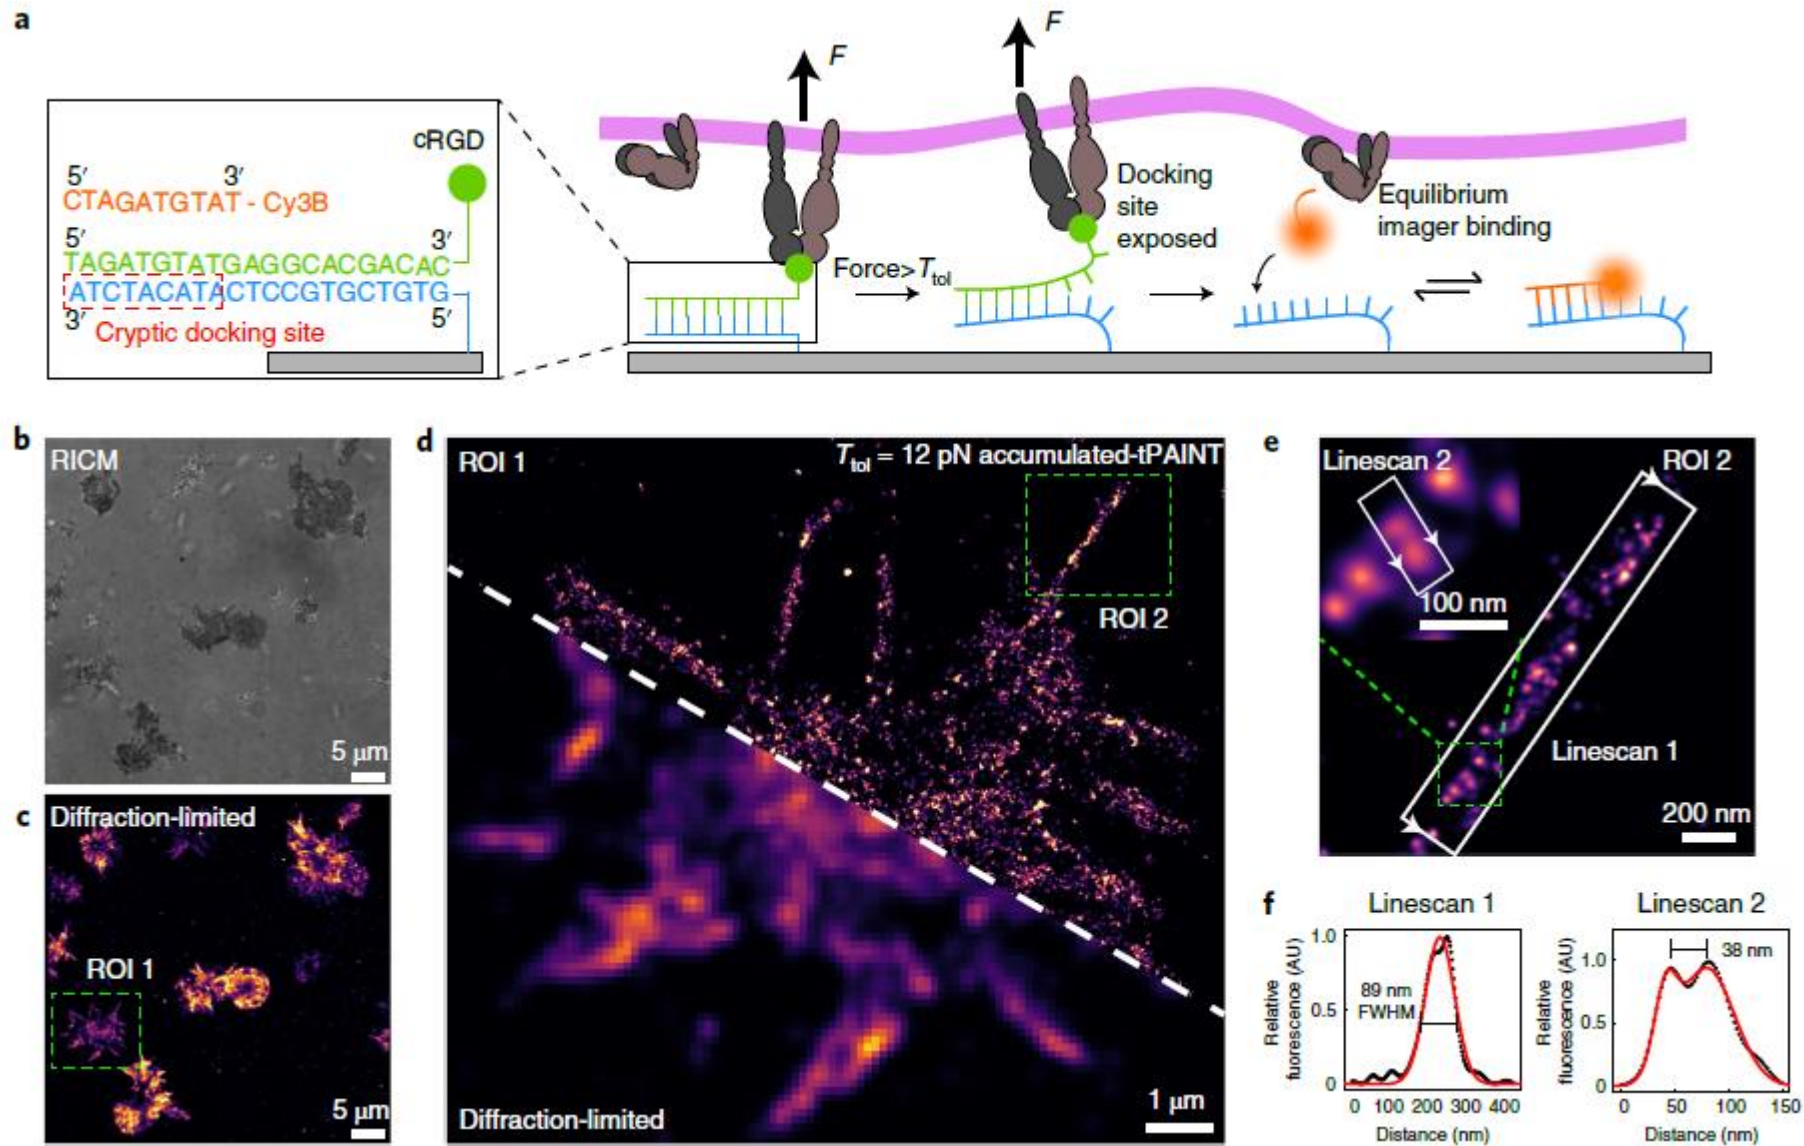 a
F
F
cRGD
5′ 3′
CTAGATGTAT - Cy3B
5′ 3′
TAGATGTATGAGGCACGACAC
ATCTACATACTCCGTGCTGTG
3′ 5′
Cryptic docking site
Force>Ttol
Docking
site
exposed
Equilibrium
imager binding
b
RICM
5 μm
c
Diffraction-limited
ROI 1
5 μm
d
ROI 1
Ttol = 12 pN accumulated-tPAINT
ROI 2
Diffraction-limited
1 μm
e
Linescan 2
ROI 2
100 nm
Linescan 1
200 nm
f
Linescan 1
Relative
fuorescence (AU)
1.0
0.5
0
89 nm
FWHM
0 100 200 300 400
Distance (nm)
Linescan 2
Relative
fluorescence (AU)
1.0
0.5
0
38 nm
0 50 100 150
Distance (nm)